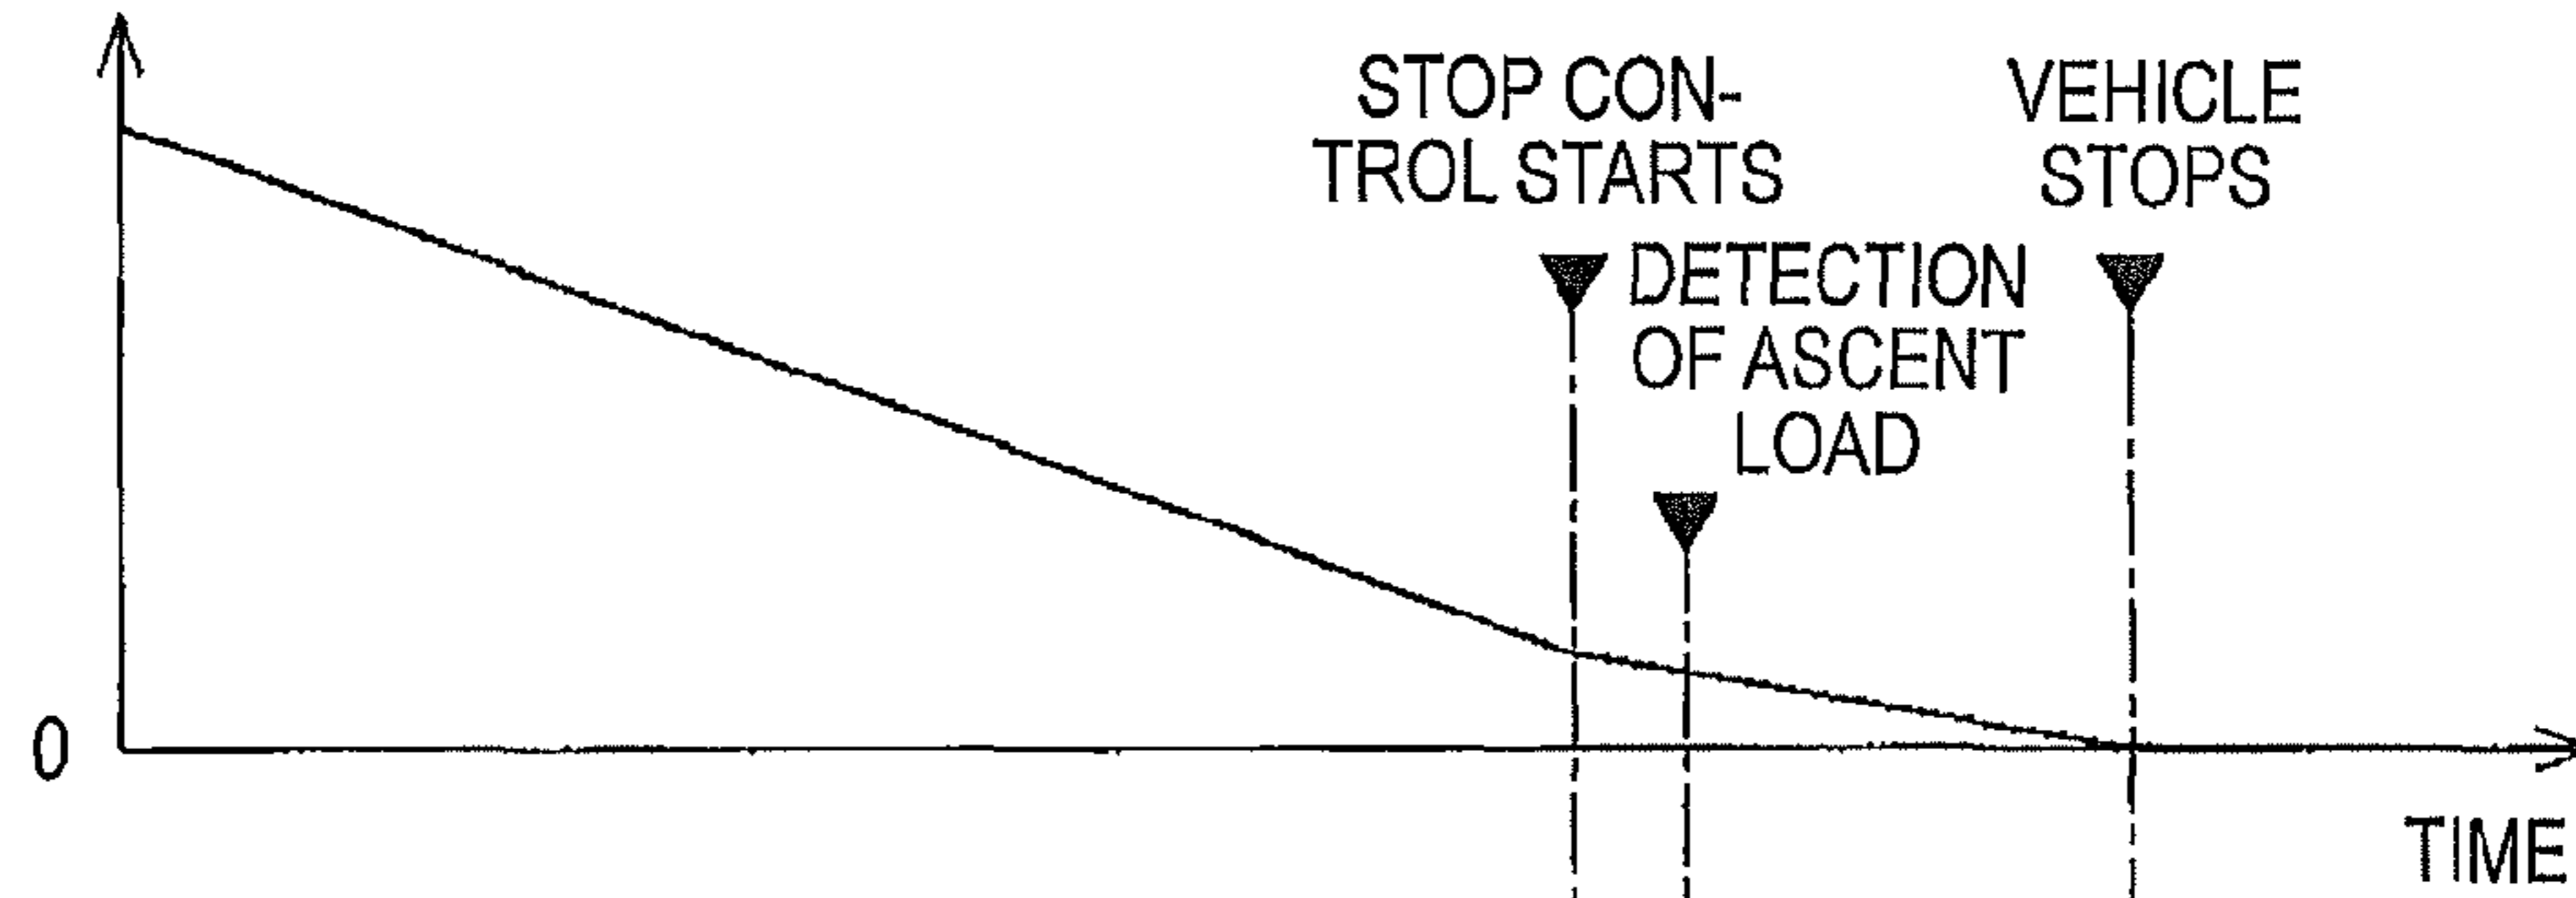 STOP CON-
TROL STARTS
VEHICLE
STOPS
DETECTION
OF ASCENT
LOAD
0
TIME